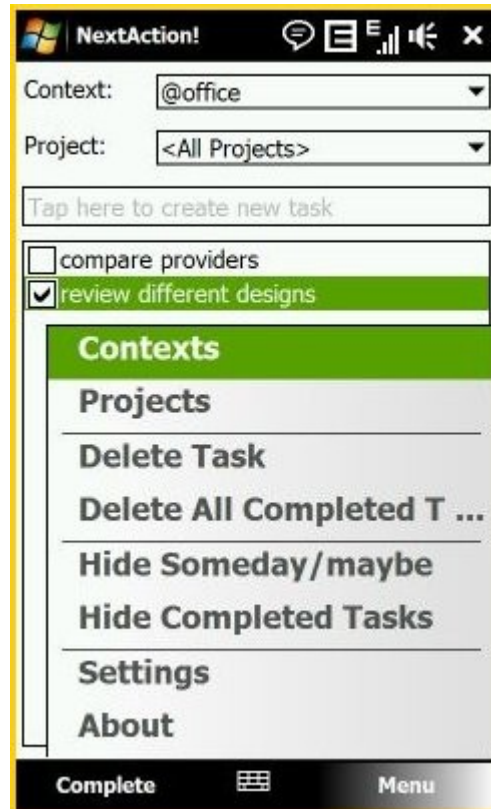 NextAction!
Context: @office
Project: <All Projects>
Tap here to create new task
compare providers
review different designs
Contexts
Projects
Delete Task
Delete All Completed T ...
Hide Someday/maybe
Hide Completed Tasks
Settings
About
Complete Menu